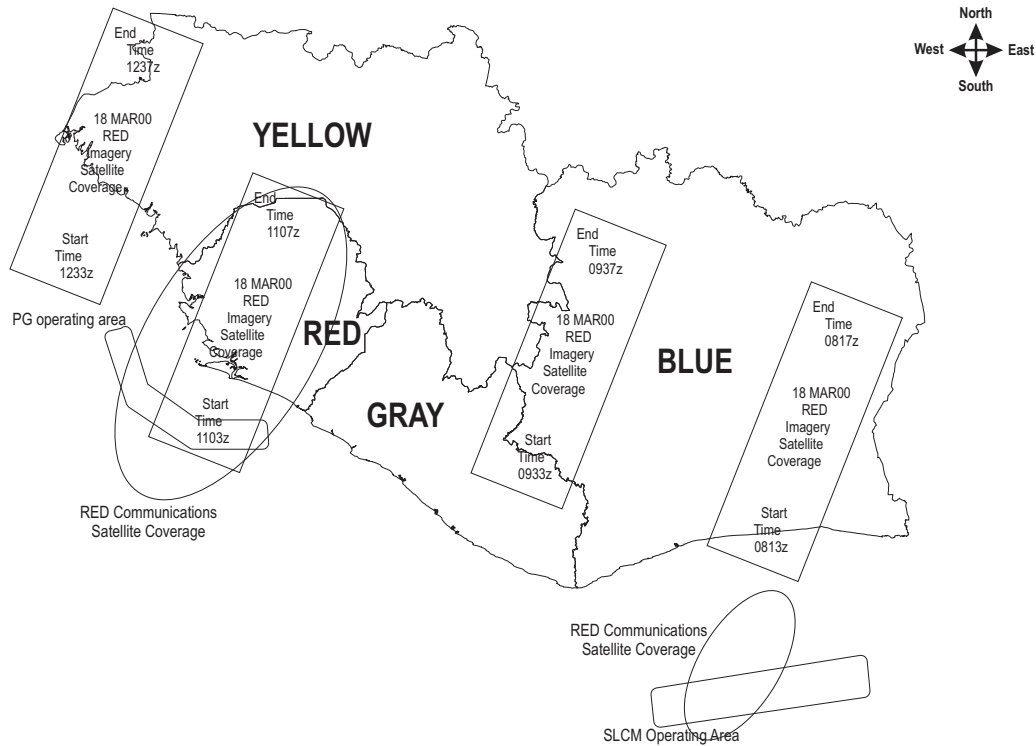 North
West East
South
End
Time
1237z
18 MAR00
RED
Imagery
Satellite
Coverage
Start
Time
1233z
YELLOW
End
Time
1107z
18 MAR00
RED
Imagery
Satellite
Coverage
Start
Time
1103z
RED
PG operating area
RED Communications
Satellite Coverage
GRAY
End
Time
0937z
18 MAR00
RED
Imagery
Satellite
Coverage
Start
Time
0933z
BLUE
End
Time
0817z
18 MAR00
RED
Imagery
Satellite
Coverage
Start
Time
0813z
RED Communications
Satellite Coverage
SLCM Operating Area